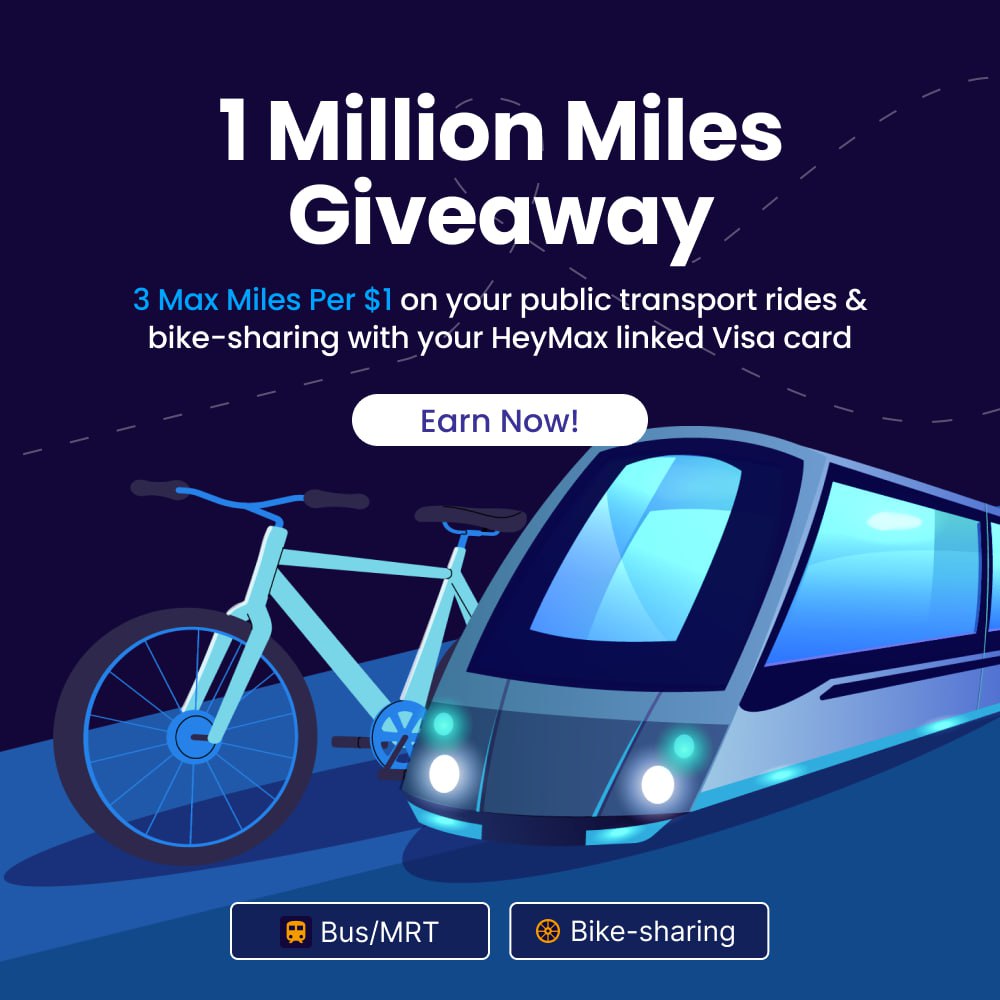 1 Million Miles
Giveaway
3 Max Miles Per $1 on your public transport rides &
bike-sharing with your HeyMax linked Visa card
Earn Now!
Bus/MRT
Bike-sharing